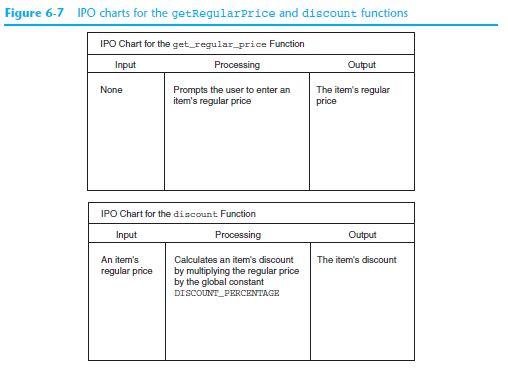 Figure 6-7 IPO charts for the getRegularPrice and discount functions
IPO Chart for the get_regular_price Function
Input Processing Output
None Prompts the user to enter an The item's regular
item's regular price price
IPO Chart for the discount Function
Input Processing Output
An item's Calculates an item's discount The item's discount
regular price by multiplying the regular price
by the global constant
DISCOUNT_PERCENTAGE